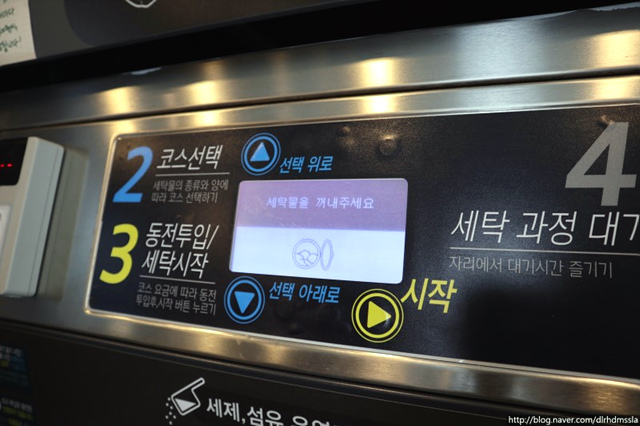 2 코스선택
세탁물의 종류와 양에
따라 코스 선택하기
선택 위로
세탁물을 꺼내주세요
3 동전투입/
세탁시작
코스 요금에 따라 동전
투입후,시작 버튼 누르기
선택 아래로
시작
4
세탁 과정 대기
자리에서 대기시간 즐기기
세제,섬유
http://blog.naver.com/dlrhdmssla